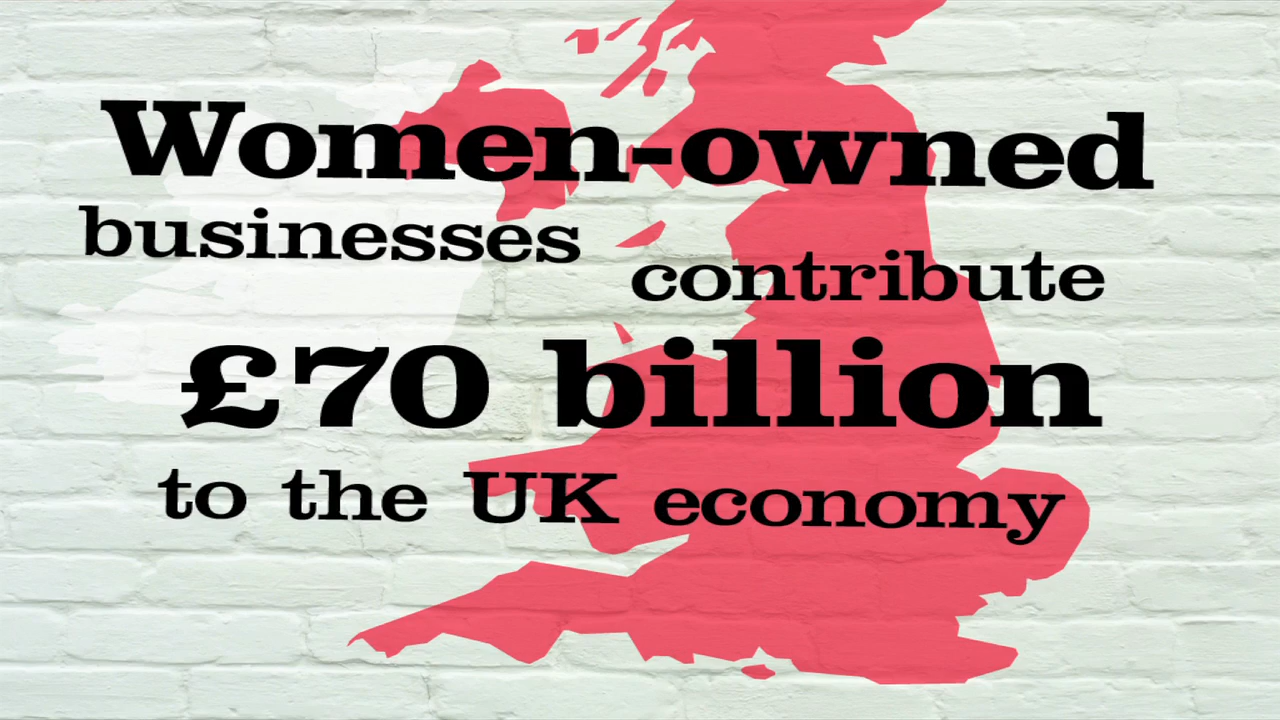 Women-owned
businesses
contribute
£70 billion
to the UK economy